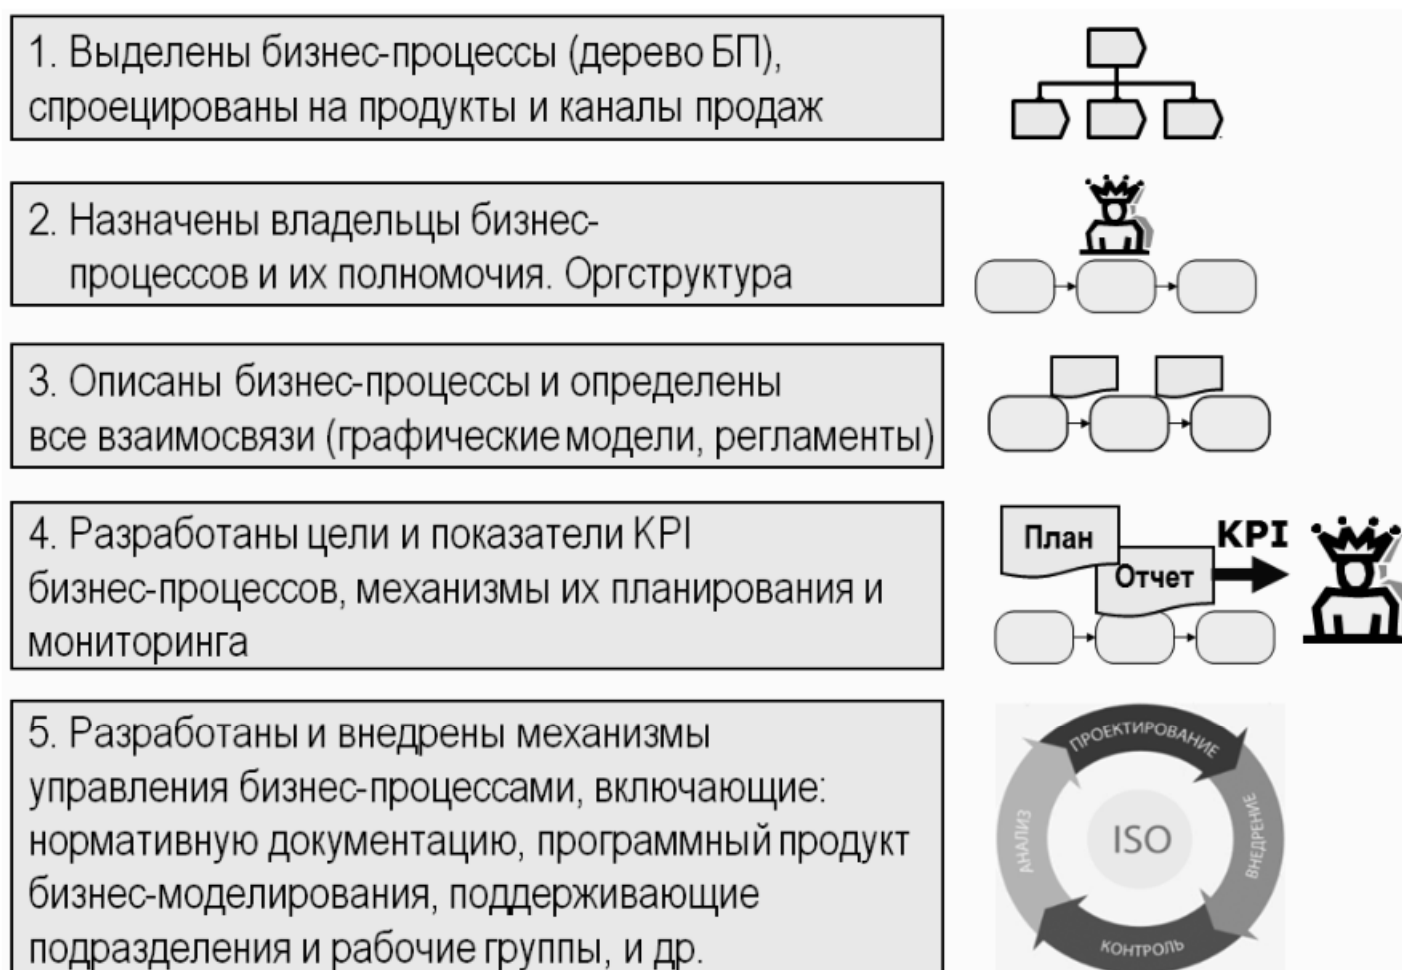 1. Выделены бизнес-процессы (дерево БП),
спроецированы на продукты и каналы продаж
2. Назначены владельцы бизнес-
процессов и их полномочия. Оргструктура
3. Описаны бизнес-процессы и определены
все взаимосвязи (графические модели, регламенты)
4. Разработаны цели и показатели KPI
бизнес-процессов, механизмы их планирования и
мониторинга
План
Отчет
KPI
5. Разработаны и внедрены механизмы
управления бизнес-процессами, включающие:
нормативную документацию, программный продукт
бизнес-моделирования, поддерживающие
подразделения и рабочие группы, и др.
ПРОЕКТИРОВАНИЕ
ВНЕДРЕНИЕ
КОНТРОЛЬ
АНАЛИЗ
ISO